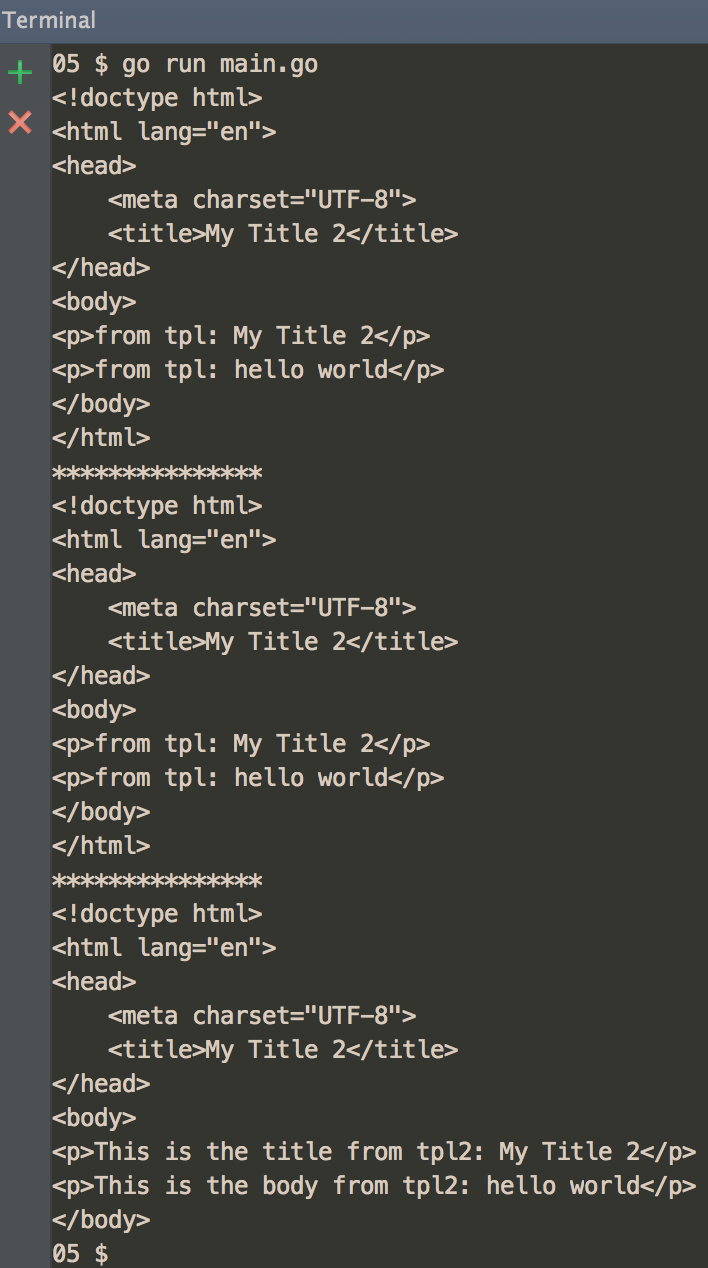 Terminal
05 $ go run main.go
<!doctype html>
<html lang="en">
<head>
    <meta charset="UTF-8">
    <title>My Title 2</title>
</head>
<body>
<p>from tpl: My Title 2</p>
<p>from tpl: hello world</p>
</body>
</html>
***************
<!doctype html>
<html lang="en">
<head>
    <meta charset="UTF-8">
    <title>My Title 2</title>
</head>
<body>
<p>from tpl: My Title 2</p>
<p>from tpl: hello world</p>
</body>
</html>
***************
<!doctype html>
<html lang="en">
<head>
    <meta charset="UTF-8">
    <title>My Title 2</title>
</head>
<body>
<p>This is the title from tpl2: My Title 2</p>
<p>This is the body from tpl2: hello world</p>
</body>
05 $